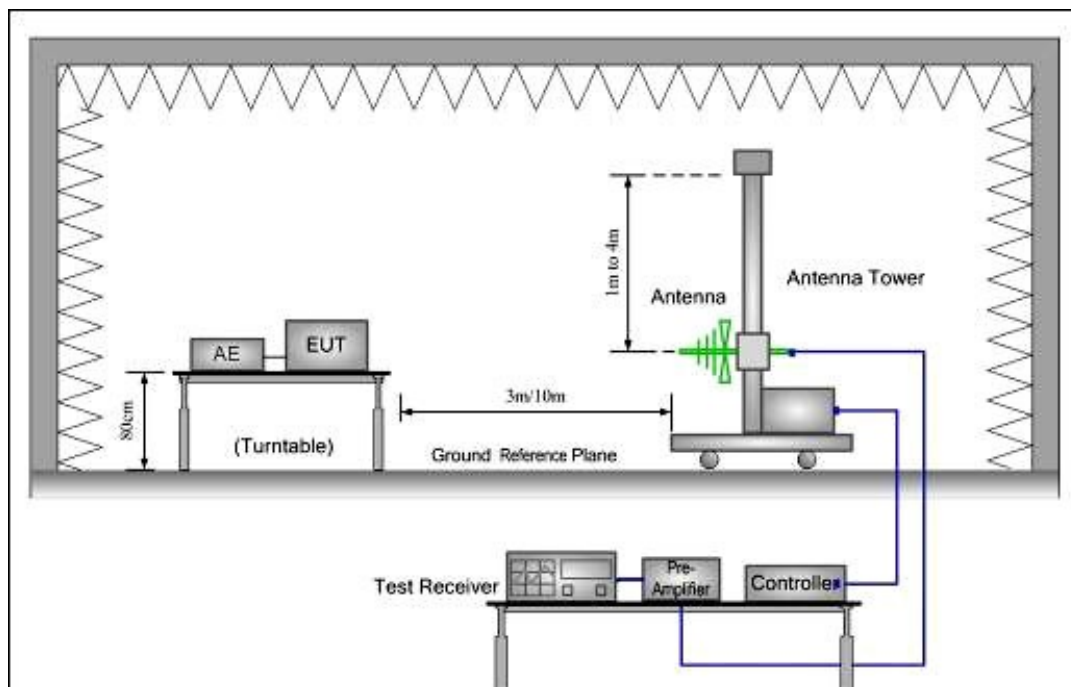 1m to 4m
Antenna
Antenna Tower
AE
EUT
80cm
3m/10m
(Turntable)
Ground Reference Plane
Test Receiver
Pre-
Amplifier
Controller